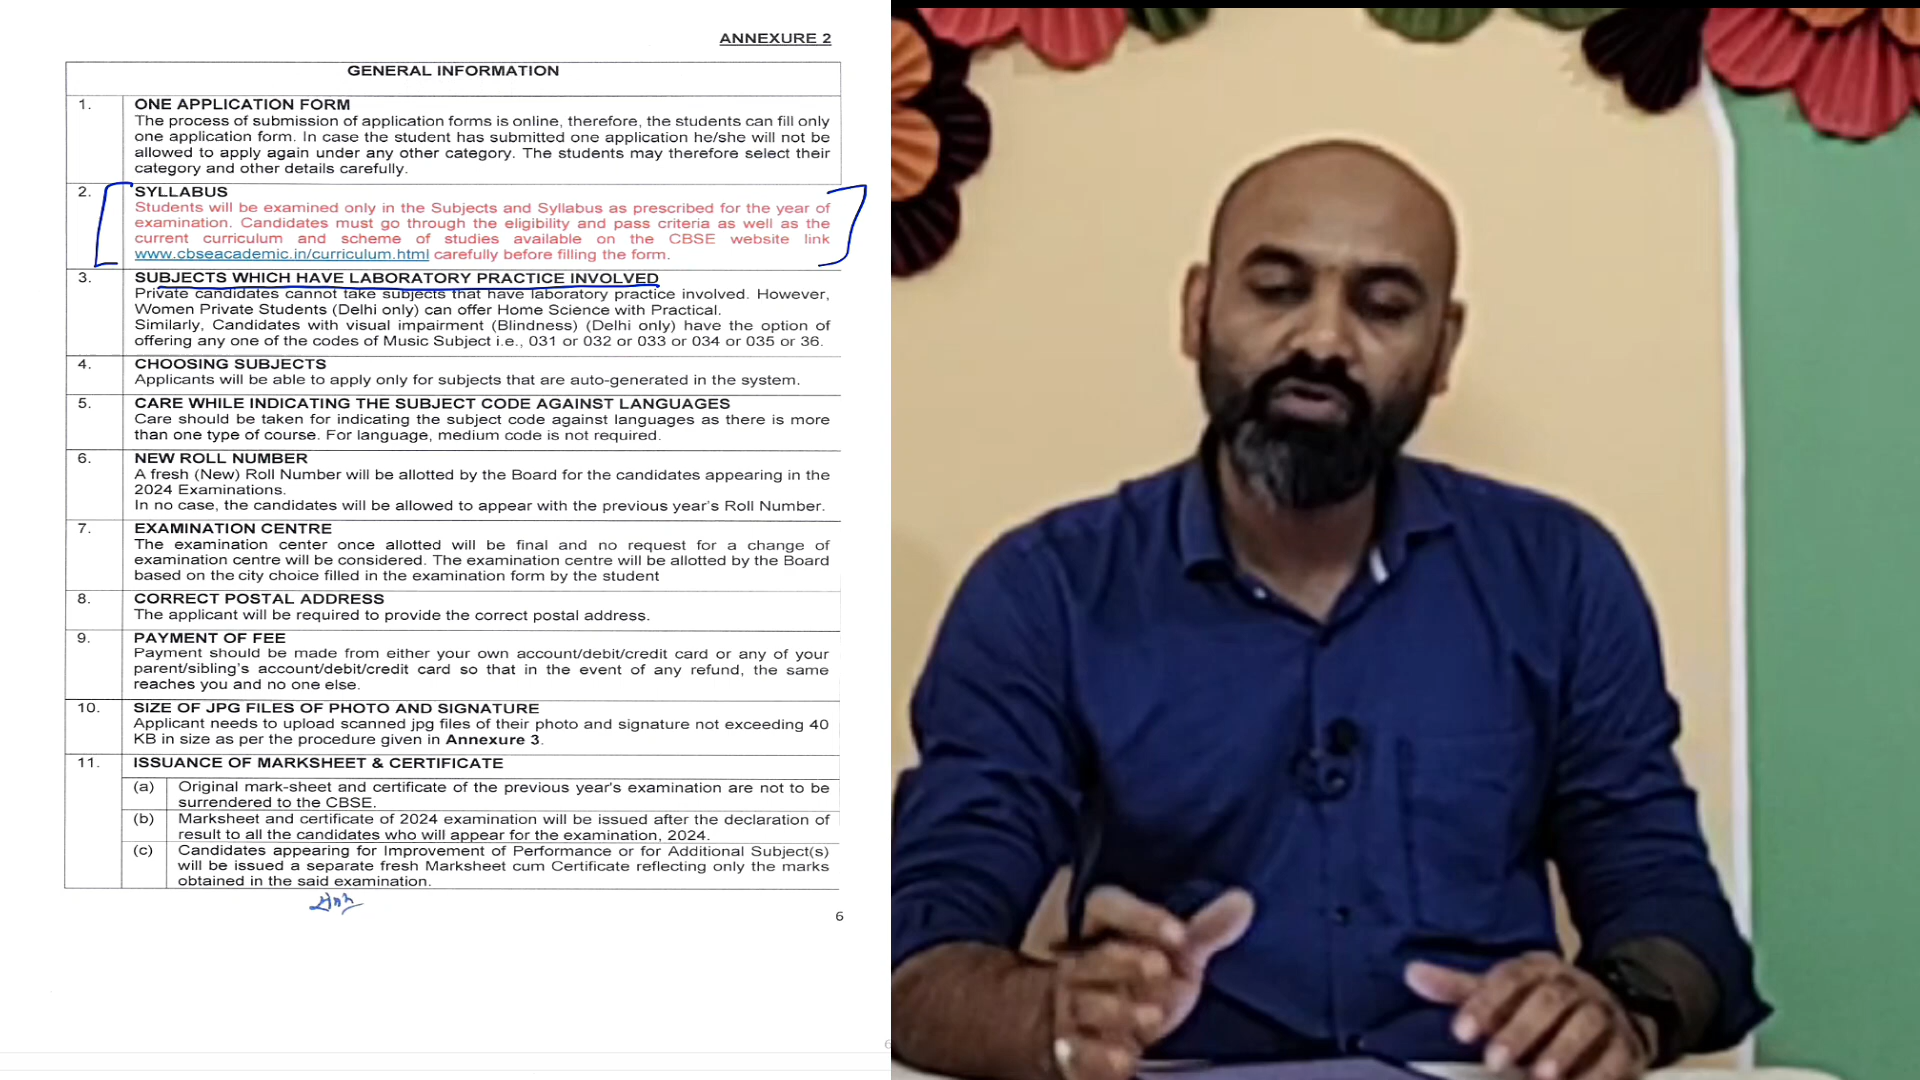 ANNEXURE 2
GENERAL INFORMATION
1. ONE APPLICATION FORM
The process of submission of application forms is online, therefore, the students can fill only
one application form. In case the student has submitted one application he/she will not be
allowed to apply again under any other category. The students may therefore select their
category and other details carefully.
2. SYLLABUS
Students will be examined only in the Subjects and Syllabus as prescribed for the year of
examination. Candidates must go through the eligibility and pass criteria as well as the
current curriculum and scheme of studies available on the CBSE website link
www.cbseacademic.in/curriculum.html carefully before filling the form.
3. SUBJECTS WHICH HAVE LABORATORY PRACTICE INVOLVED
Private candidates cannot take subjects that have laboratory practice involved. However,
Women Private Students (Delhi only) can offer Home Science with Practical.
Similarly, Candidates with visual impairment (Blindness) (Delhi only) have the option of
offering any one of the codes of Music Subject i.e., 031 or 032 or 033 or 034 or 035 or 36.
4. CHOOSING SUBJECTS
Applicants will be able to apply only for subjects that are auto-generated in the system.
5. CARE WHILE INDICATING THE SUBJECT CODE AGAINST LANGUAGES
Care should be taken for indicating the subject code against languages as there is more
than one type of course. For language, medium code is not required.
6. NEW ROLL NUMBER
A fresh (New) Roll Number will be allotted by the Board for the candidates appearing in the
2024 Examinations.
In no case, the candidates will be allowed to appear with the previous year's Roll Number.
7. EXAMINATION CENTRE
The examination center once allotted will be final and no request for a change of
examination centre will be considered. The examination centre will be allotted by the Board
based on the city choice filled in the examination form by the student
8. CORRECT POSTAL ADDRESS
The applicant will be required to provide the correct postal address.
9. PAYMENT OF FEE
Payment should be made from either your own account/debit/credit card or any of your
parent/sibling's account/debit/credit card so that in the event of any refund, the same
reaches you and no one else.
10. SIZE OF JPG FILES OF PHOTO AND SIGNATURE
Applicant needs to upload scanned jpg files of their photo and signature not exceeding 40
KB in size as per the procedure given in Annexure 3.
11. ISSUANCE OF MARKSHEET & CERTIFICATE
(a) Original mark-sheet and certificate of the previous year's examination are not to be
surrendered to the CBSE.
(b) Marksheet and certificate of 2024 examination will be issued after the declaration of
result to all the candidates who will appear for the examination, 2024.
(c) Candidates appearing for Improvement of Performance or for Additional Subject(s)
will be issued a separate fresh Marksheet cum Certificate reflecting only the marks
obtained in the said examination.
6